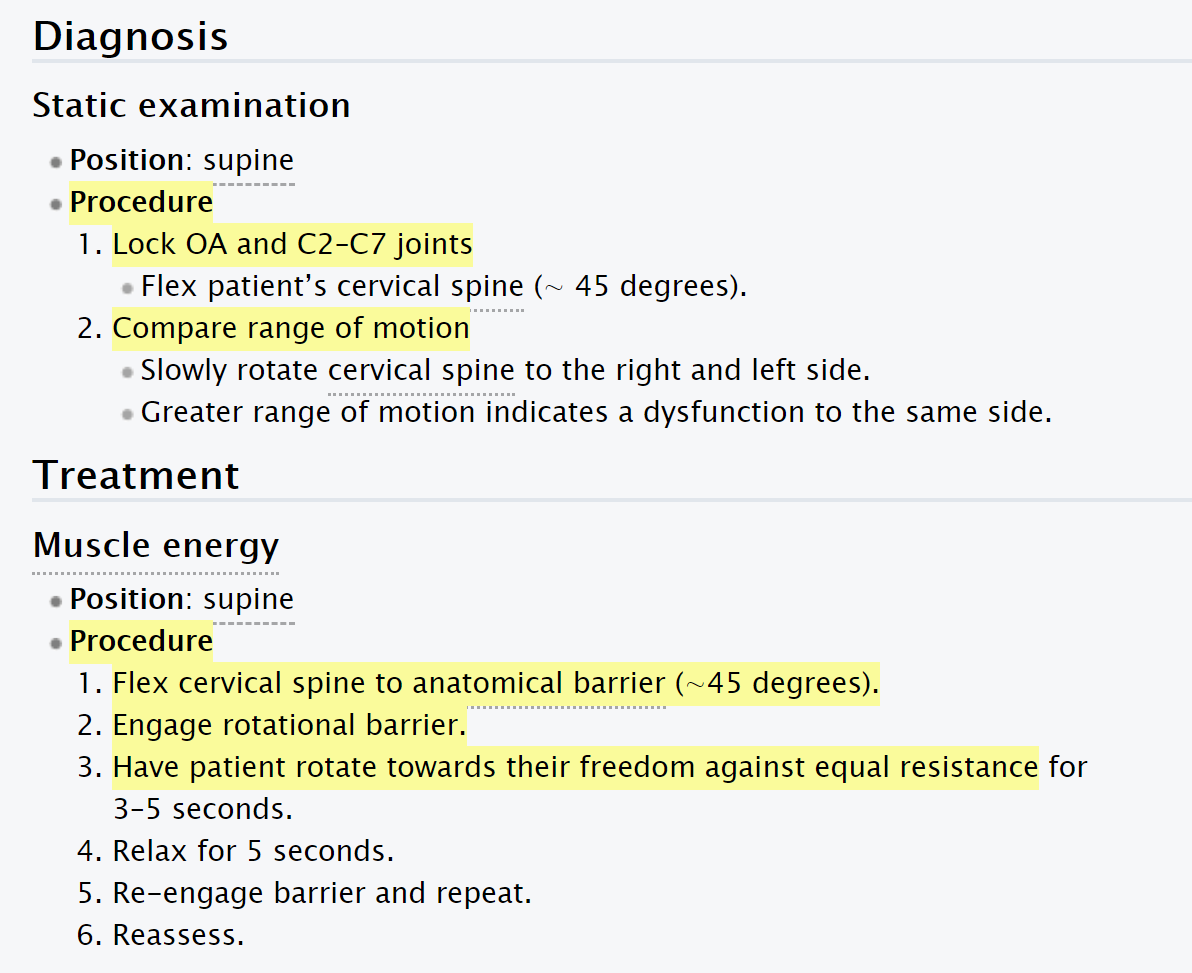 Diagnosis
Static examination
Position: supine
Procedure
1. Lock OA and C2–C7 joints
Flex patient’s cervical spine (~ 45 degrees).
2. Compare range of motion
Slowly rotate cervical spine to the right and left side.
Greater range of motion indicates a dysfunction to the same side.
Treatment
Muscle energy
Position: supine
Procedure
1. Flex cervical spine to anatomical barrier (~45 degrees).
2. Engage rotational barrier.
3. Have patient rotate towards their freedom against equal resistance for
3–5 seconds.
4. Relax for 5 seconds.
5. Re-engage barrier and repeat.
6. Reassess.